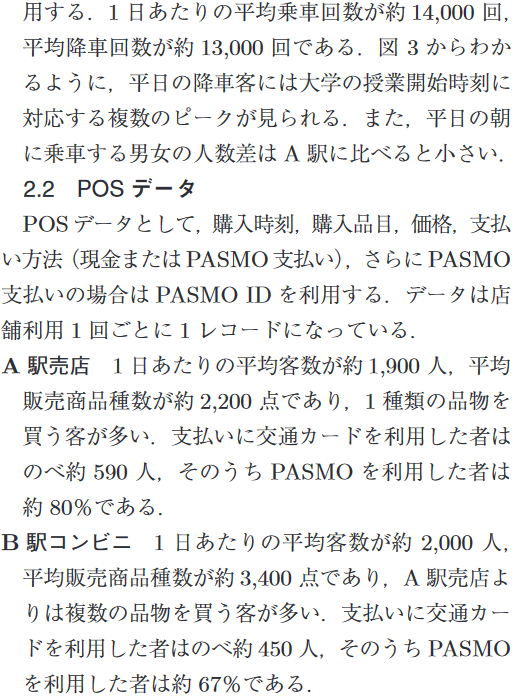 用する．1 日あたりの平均乗車回数が約 14,000 回，
平均降車回数が約 13,000 回である．図 3 からわか
るように，平日の降車客には大学の授業開始時刻に
対応する複数のピークが見られる．また，平日の朝
に乗車する男女の人数差は A 駅に比べると小さい．
2.2 POS データ
POS データとして，購入時刻，購入品目，価格，支払
い方法（現金または PASMO 支払い），さらに PASMO
支払いの場合は PASMO ID を利用する．データは店
舗利用 1 回ごとに 1 レコードになっている．
A 駅売店 1 日あたりの平均客数が約 1,900 人，平均
販売商品種数が約 2,200 点であり，1 種類の品物を
買う客が多い．支払いに交通カードを利用した者は
のべ約 590 人，そのうち PASMO を利用した者は
約 80％である．
B 駅コンビニ 1 日あたりの平均客数が約 2,000 人，
平均販売商品種数が約 3,400 点であり，A 駅売店よ
りは複数の品物を買う客が多い．支払いに交通カー
ドを利用した者はのべ約 450 人，そのうち PASMO
を利用した者は約 67％である．